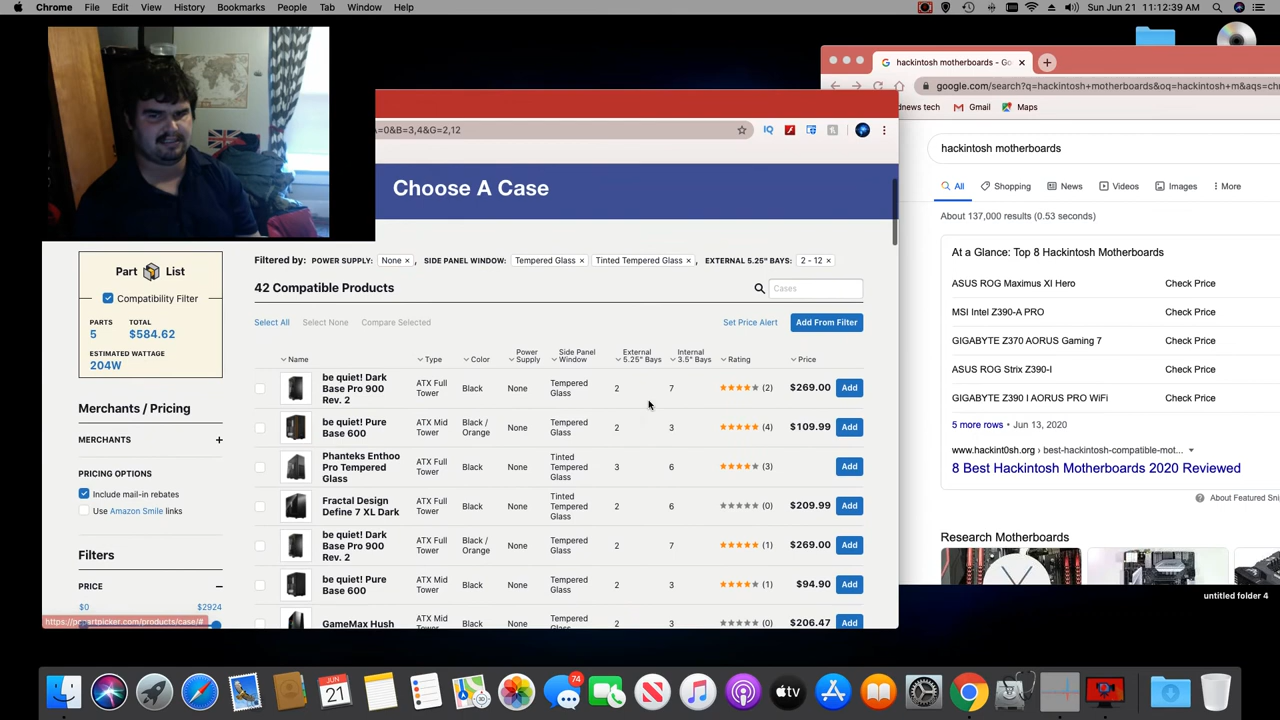 Chrome File Edit View History Bookmarks People Tab Window Help
Sun Jun 21 11:12:39 AM
hackintosh motherboards - Go
google.com/search?q=hackintosh+motherboards&oq=hackintosh+m&aqs=chr
dnews tech Gmail Maps
=0&B=3,4&G=2,12
IQ
hackintosh motherboards
Choose A Case
All Shopping News Videos Images More
About 137,000 results (0.53 seconds)
At a Glance: Top 8 Hackintosh Motherboards
ASUS ROG Maximus XI Hero Check Price
MSI Intel Z390-A PRO Check Price
GIGABYTE Z370 AORUS Gaming 7 Check Price
ASUS ROG Strix Z390-I Check Price
GIGABYTE Z390 I AORUS PRO WiFi Check Price
5 more rows • Jun 13, 2020
www.hackint0sh.org › best-hackintosh-compatible-mot...
8 Best Hackintosh Motherboards 2020 Reviewed
About Featured Sni
Research Motherboards
untitled folder 4
Part List
Compatibility Filter
PARTS TOTAL
5 $584.62
ESTIMATED WATTAGE
204W
Merchants / Pricing
MERCHANTS +
PRICING OPTIONS
Include mail-in rebates
Use Amazon Smile links
Filters
PRICE −
$0 $2924
https://pcpartpicker.com/products/case/#
Filtered by: POWER SUPPLY: None × SIDE PANEL WINDOW: Tempered Glass × Tinted Tempered Glass × EXTERNAL 5.25" BAYS: 2 - 12 ×
42 Compatible Products
Cases
Select All Select None Compare Selected Set Price Alert Add From Filter
Name Type Color Power Supply Side Panel Window External 5.25" Bays Internal 3.5" Bays Rating Price
be quiet! Dark Base Pro 900 Rev. 2 ATX Full Tower Black None Tempered Glass 2 7 (2) $269.00 Add
be quiet! Pure Base 600 ATX Mid Tower Black / Orange None Tempered Glass 2 3 (4) $109.99 Add
Phanteks Enthoo Pro Tempered Glass ATX Full Tower Black None Tinted Tempered Glass 3 6 (3) Add
Fractal Design Define 7 XL Dark ATX Full Tower Black None Tinted Tempered Glass 2 6 (0) $209.99 Add
be quiet! Dark Base Pro 900 Rev. 2 ATX Full Tower Black / Orange None Tempered Glass 2 7 (1) $269.00 Add
be quiet! Pure Base 600 ATX Mid Tower Black None Tempered Glass 2 3 (1) $94.90 Add
GameMax Hush ATX Mid Black None Tempered 2 3 (0) $206.47 Add
JUN
21
74
tv